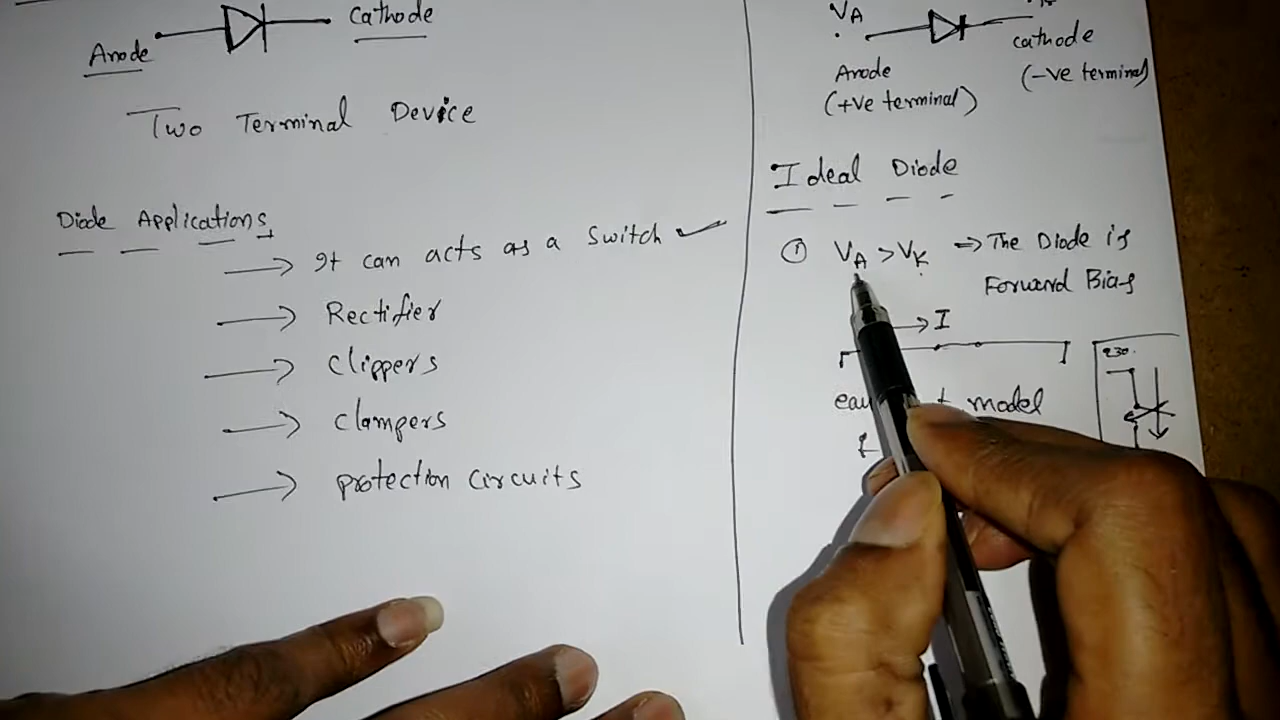 Cathode
Anode
Two Terminal Device
Diode Applications
It can acts as a switch
Rectifier
Clippers
Clampers
protection circuits
VA
cathode
(-ve terminal)
Anode
(+ve terminal)
Ideal Diode
① VA > VK ⇒ The Diode is
Forward Bias
→ I
230.
model